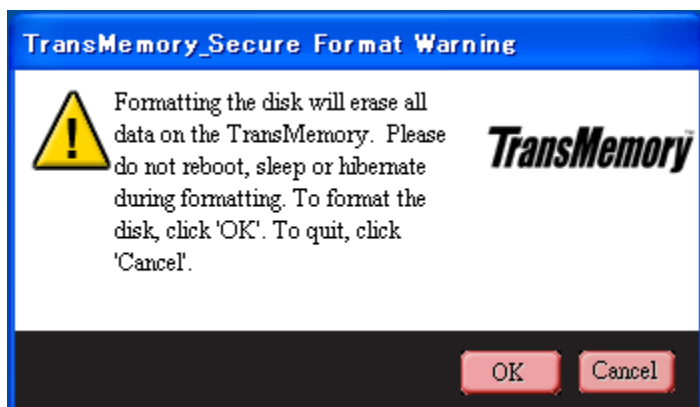 TransMemory_Secure Format Warning
Formatting the disk will erase all
data on the TransMemory. Please
do not reboot, sleep or hibernate
during formatting. To format the
disk, click 'OK'. To quit, click
'Cancel'.
TransMemory™
OK
Cancel